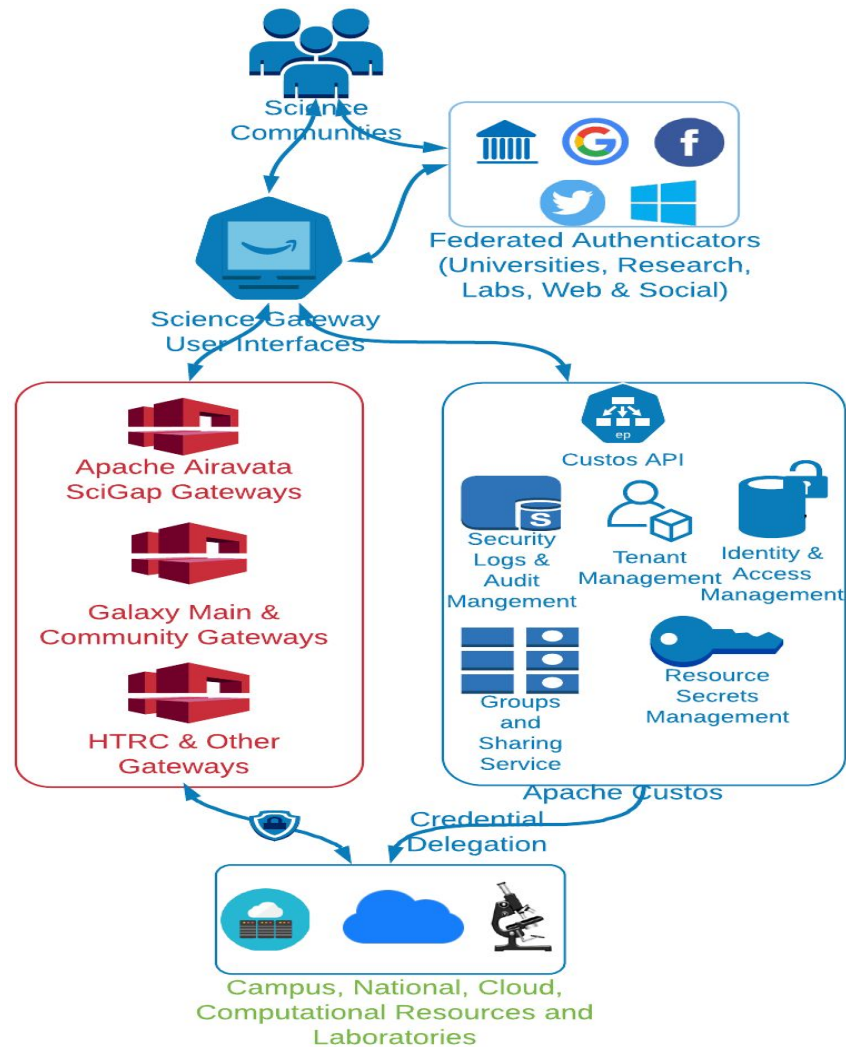 Science
Communities
G
f
Federated Authenticators
(Universities, Research,
Labs, Web & Social)
Science Gateway
User Interfaces
Apache Airavata
SciGap Gateways
Galaxy Main &
Community Gateways
HTRC & Other
Gateways
ep
Custos API
S
Security
Logs &
Audit
Mangement
Tenant
Management
Identity &
Access
Management
Groups
and
Sharing
Service
Resource
Secrets
Management
Apache Custos
Credential
Delegation
Campus, National, Cloud,
Computational Resources and
Laboratories